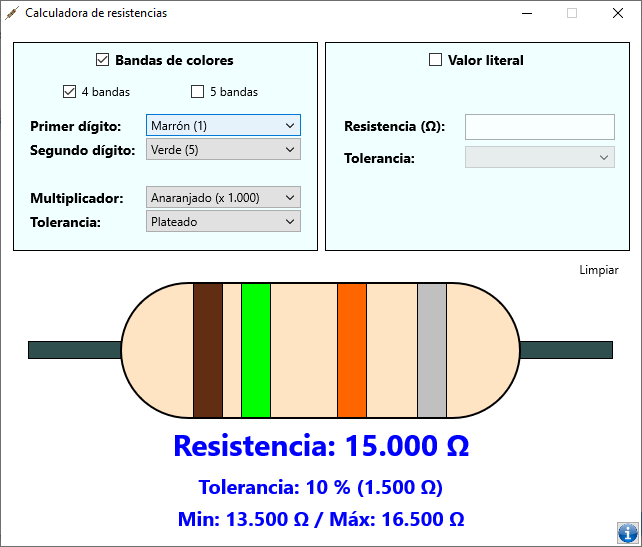 Calculadora de resistencias
Bandas de colores
4 bandas 5 bandas
Primer dígito: Marrón (1)
Segundo dígito: Verde (5)
Multiplicador: Anaranjado (x 1.000)
Tolerancia: Plateado
Valor literal
Resistencia (Ω):
Tolerancia:
Limpiar
Resistencia: 15.000 Ω
Tolerancia: 10 % (1.500 Ω)
Min: 13.500 Ω / Máx: 16.500 Ω